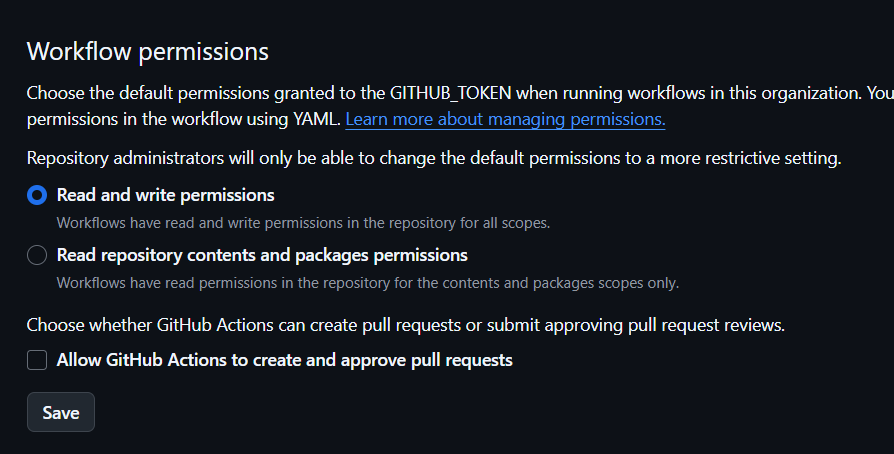 Workflow permissions
Choose the default permissions granted to the GITHUB_TOKEN when running workflows in this organization. You
permissions in the workflow using YAML. Learn more about managing permissions.
Repository administrators will only be able to change the default permissions to a more restrictive setting.
Read and write permissions
Workflows have read and write permissions in the repository for all scopes.
Read repository contents and packages permissions
Workflows have read permissions in the repository for the contents and packages scopes only.
Choose whether GitHub Actions can create pull requests or submit approving pull request reviews.
Allow GitHub Actions to create and approve pull requests
Save